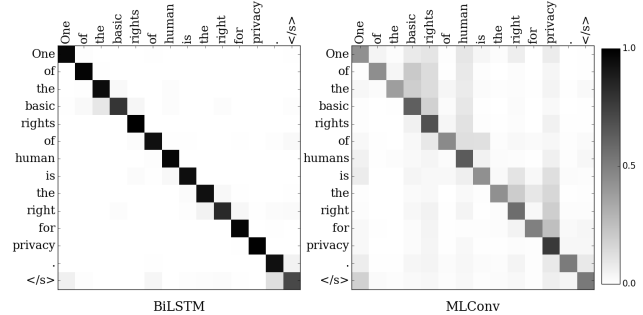 One of the basic rights of human is the right for privacy . </s>
One of the basic rights of human is the right for privacy . </s>
One
of
the
basic
rights
of
human
is
the
right
for
privacy
.
</s>
One
of
the
basic
rights
of
humans
is
the
right
for
privacy
.
</s>
1.0
0.5
0.0
BiLSTM
MLConv